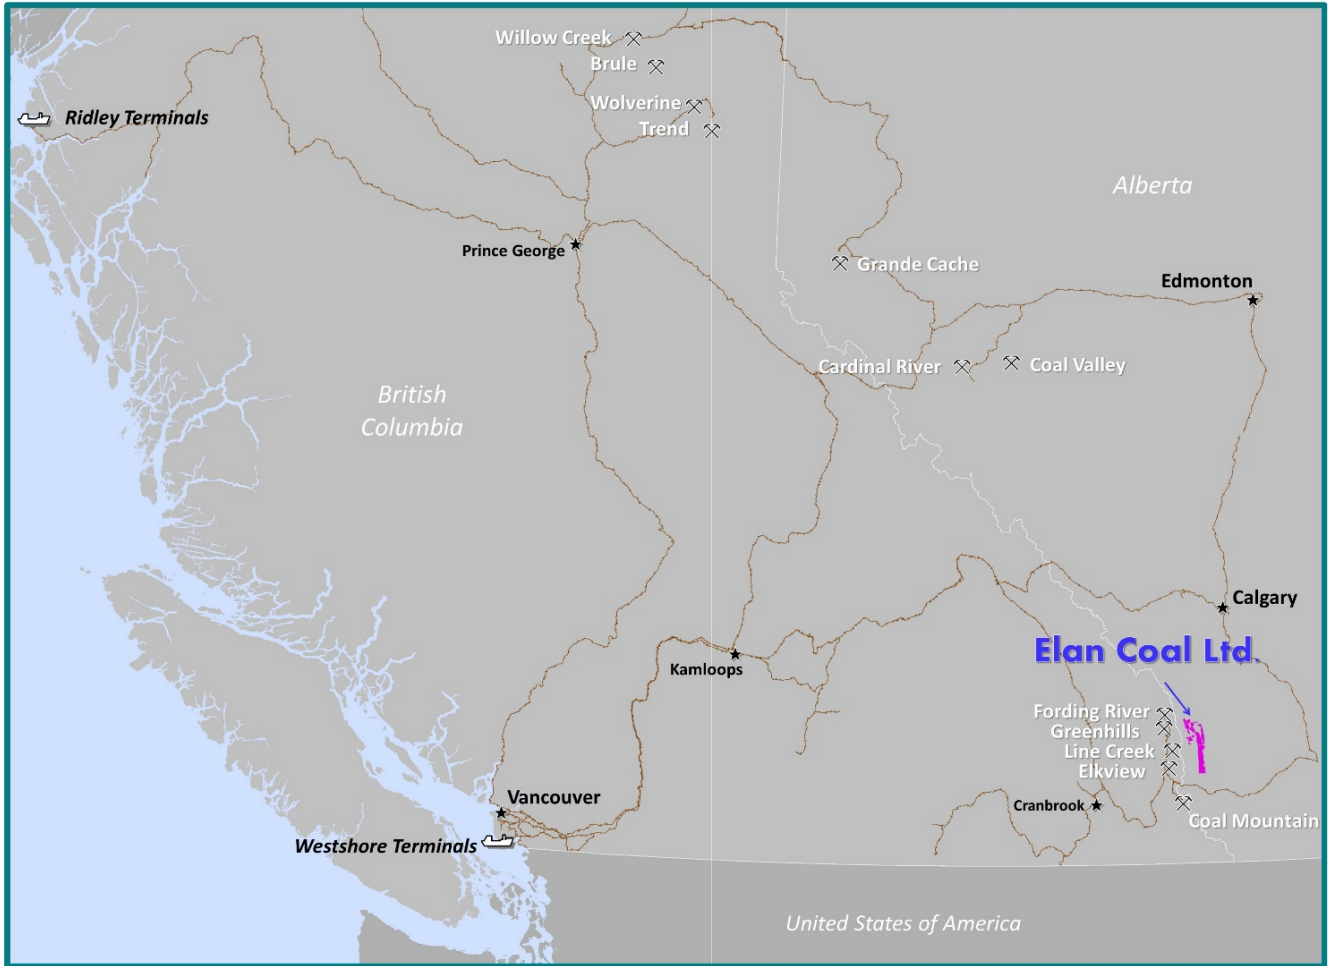 Willow Creek
Brule
Wolverine
Trend
Ridley Terminals
Alberta
Prince George
Grande Cache
Edmonton
Cardinal River
Coal Valley
British
Columbia
Calgary
Elan Coal Ltd.
Kamloops
Fording River
Greenhills
Line Creek
Elkview
Vancouver
Cranbrook
Coal Mountain
Westshore Terminals
United States of America